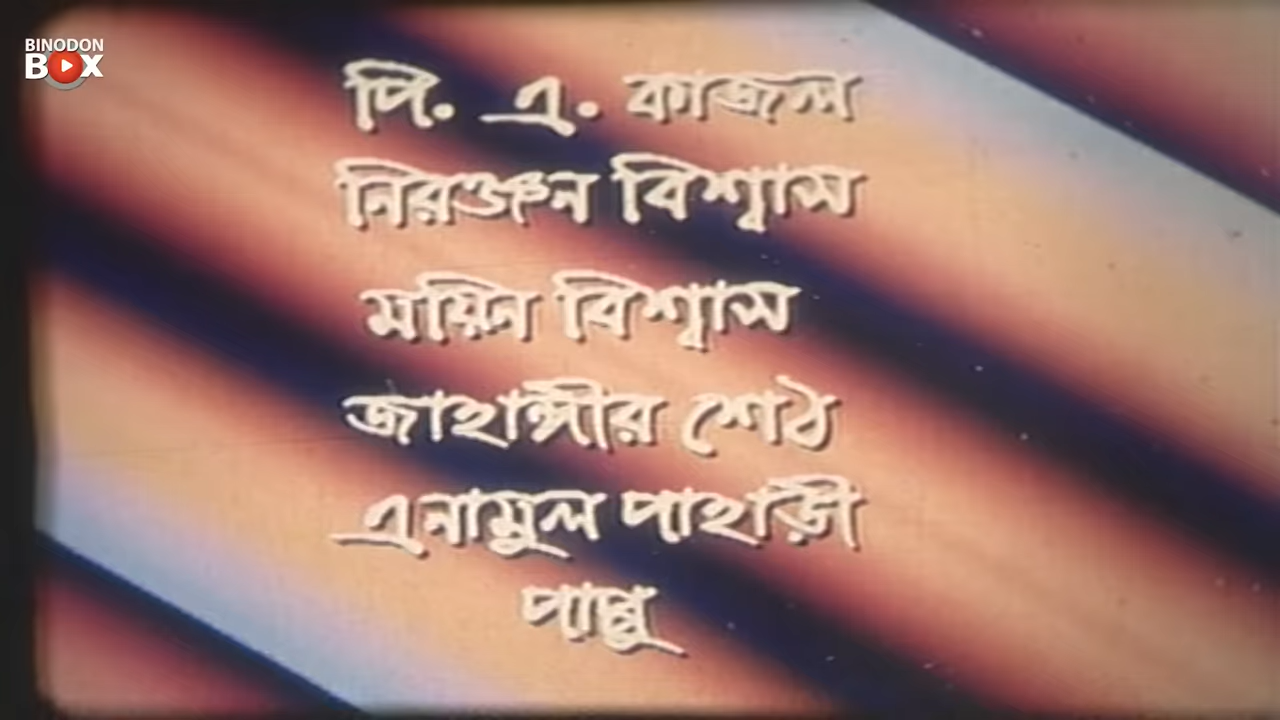 BINODON
BOX
পি. এ. কাজল
নিরঞ্জন বিশ্বাস
ময়িন বিশ্বাস
জাহাঙ্গীর শেঠ
এনামুল পাহাড়ী
পাপ্পু